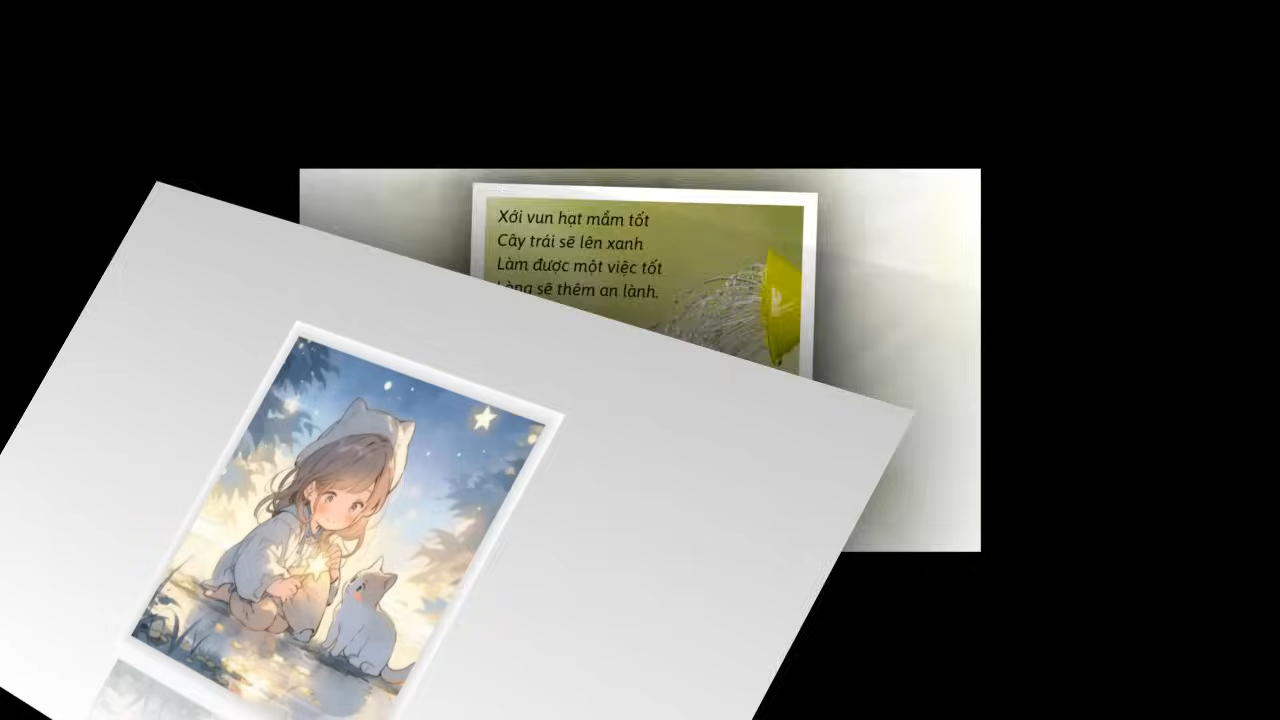 Xới vun hạt mầm tốt
Cây trái sẽ lên xanh
Làm được một việc tốt
Lòng sẽ thêm an lành.